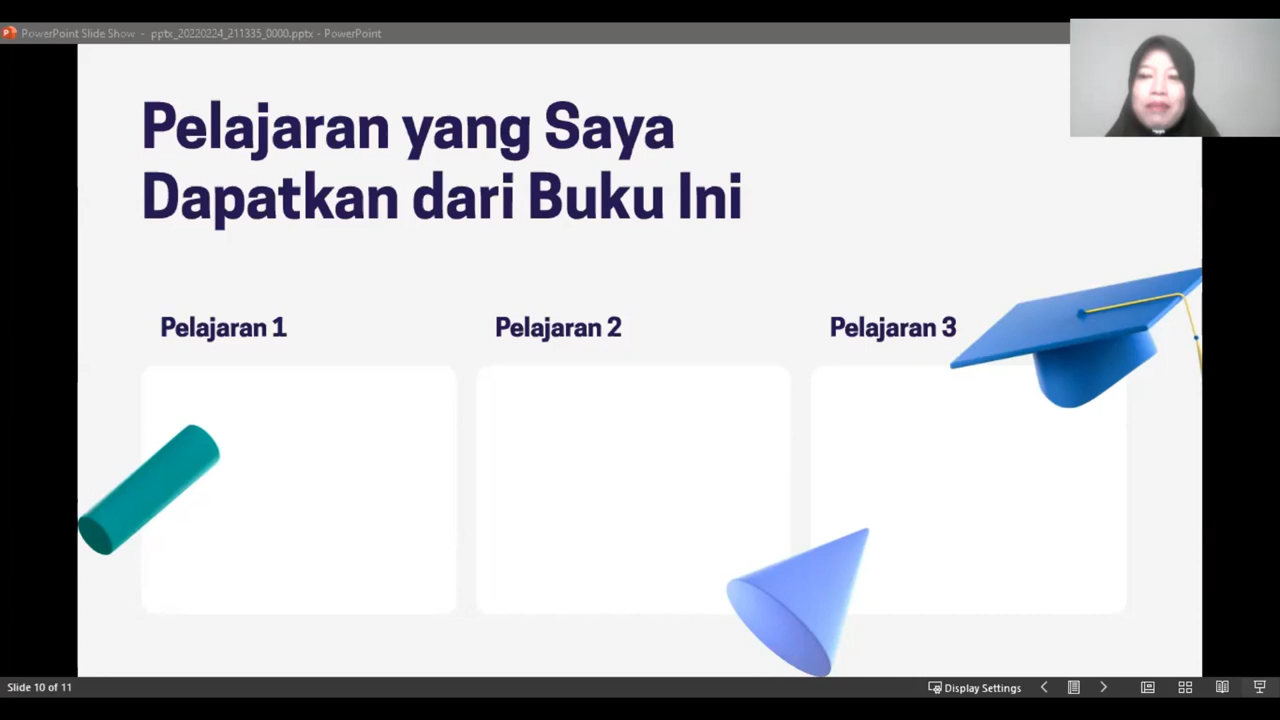 PowerPoint Slide Show - pptx_20220224_211335_0000.pptx - PowerPoint
Pelajaran yang Saya
Dapatkan dari Buku Ini
Pelajaran 1
Pelajaran 2
Pelajaran 3
Slide 10 of 11
Display Settings